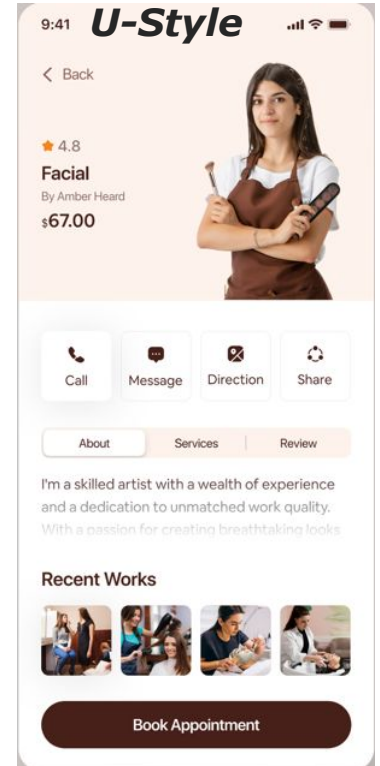 9:41 U-Style
Back
4.8
Facial
By Amber Heard
$67.00
Call Message Direction Share
About Services Review
I'm a skilled artist with a wealth of experience
and a dedication to unmatched work quality.
With a passion for creating breathtaking looks
Recent Works
Book Appointment